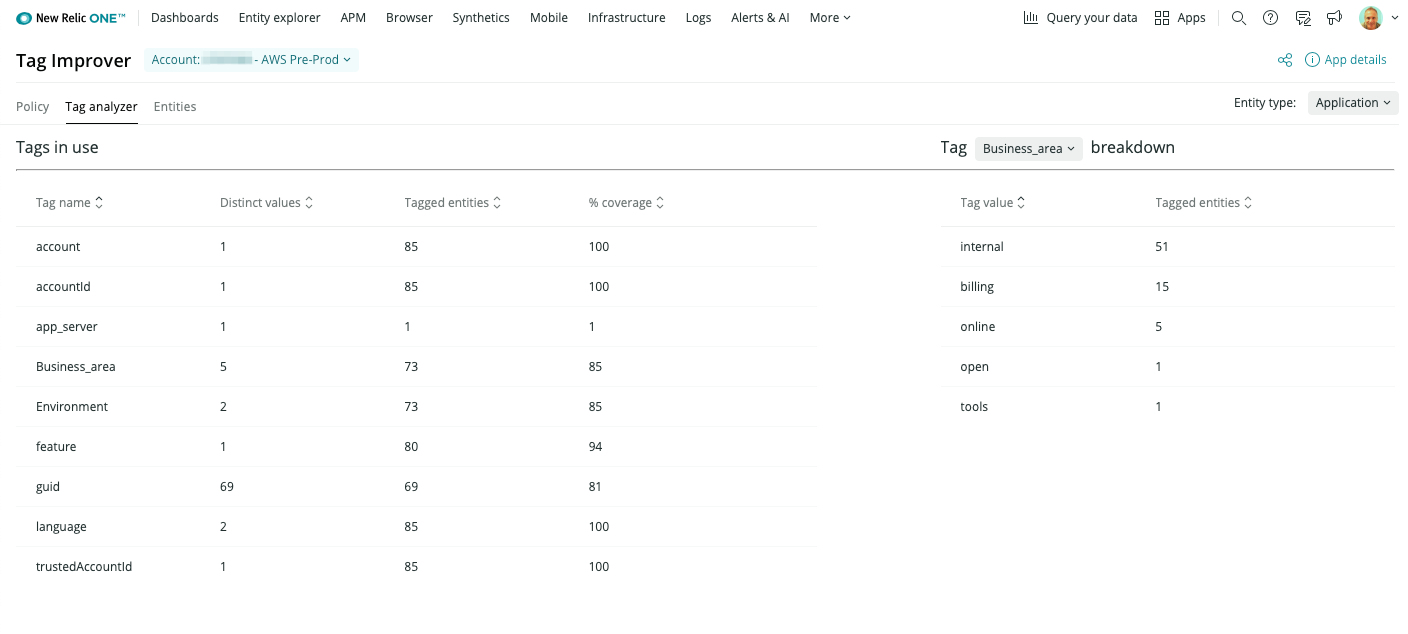 New Relic ONE™ Dashboards Entity explorer APM Browser Synthetics Mobile Infrastructure Logs Alerts & AI More Query your data Apps
Tag Improver Account: - AWS Pre-Prod App details
Policy Tag analyzer Entities Entity type: Application
Tags in use Tag Business_area breakdown
Tag name Distinct values Tagged entities % coverage Tag value Tagged entities
account 1 85 100 internal 51
accountId 1 85 100 billing 15
app_server 1 1 1 online 5
Business_area 5 73 85 open 1
Environment 2 73 85 tools 1
feature 1 80 94
guid 69 69 81
language 2 85 100
trustedAccountId 1 85 100